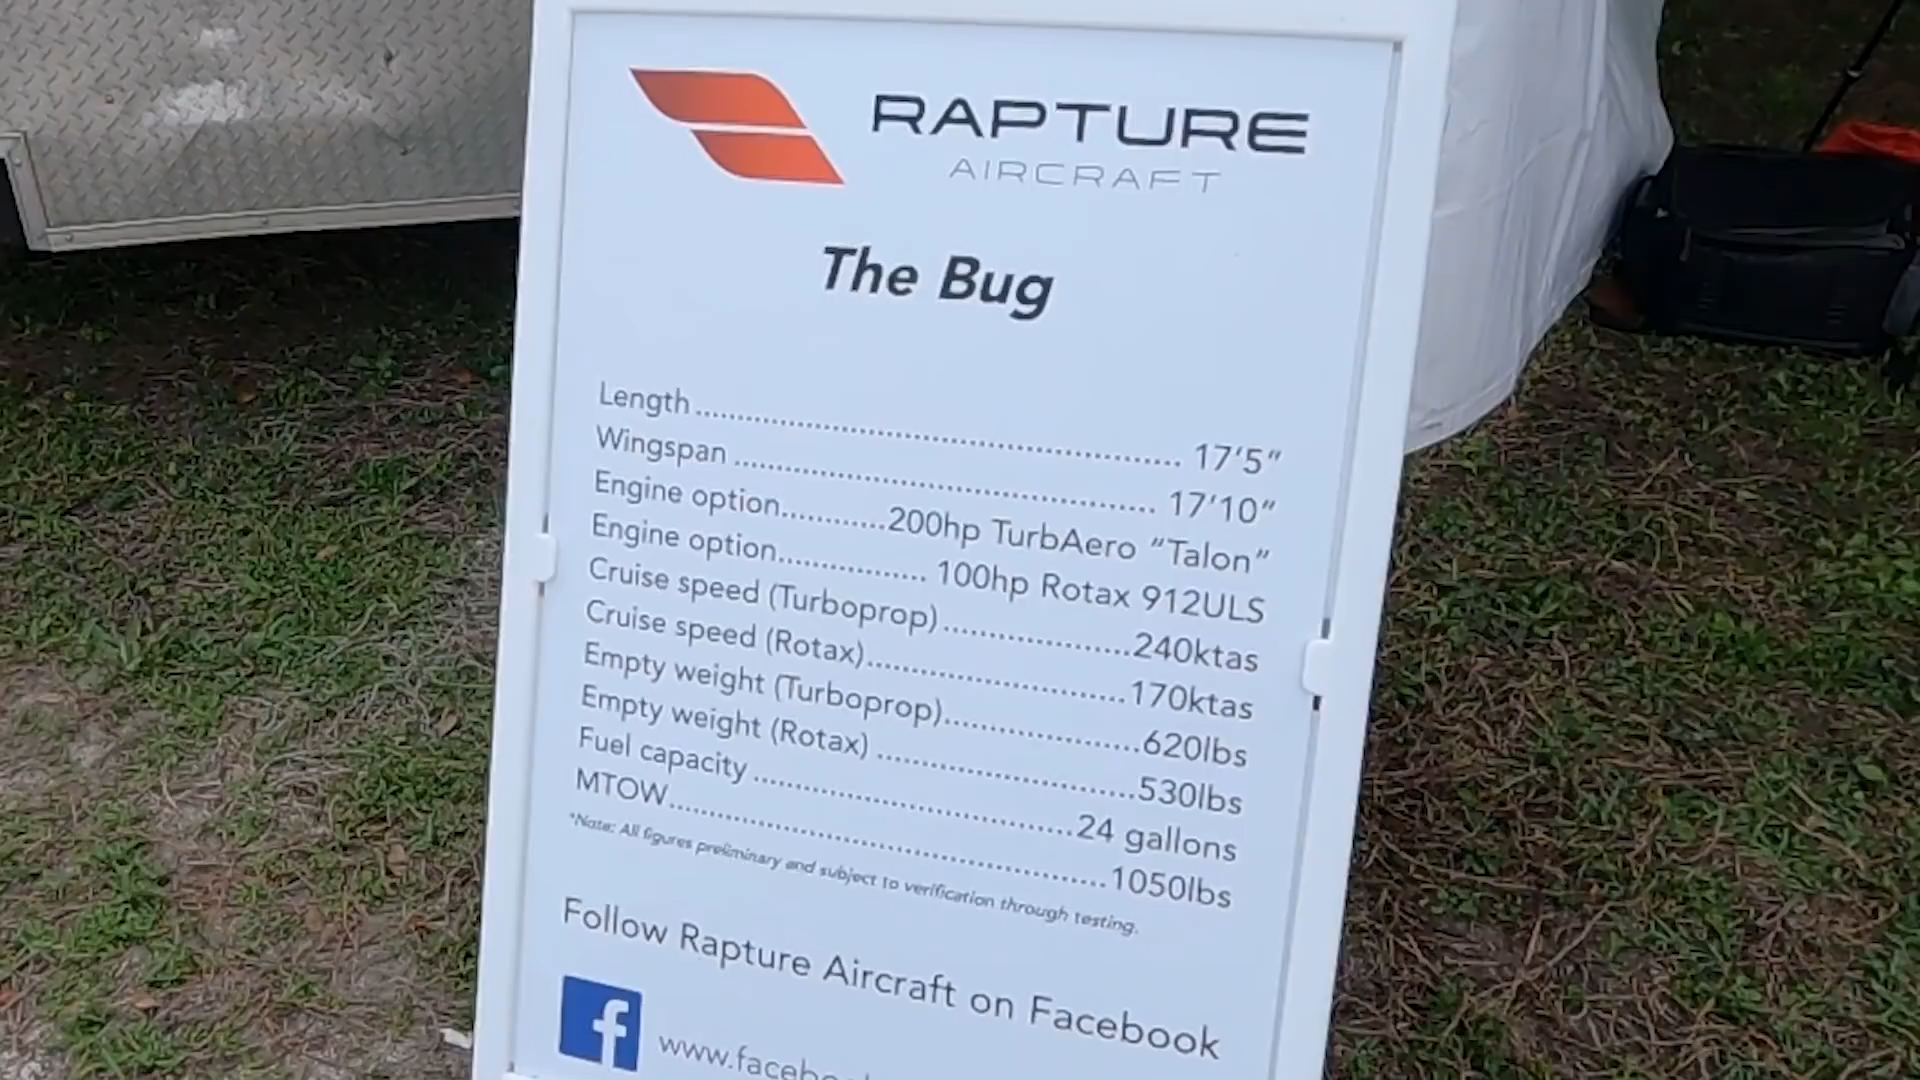 RAPTURE
AIRCRAFT
The Bug
Length.......................................................... 17'5"
Wingspan.................................................. 17'10"
Engine option............200hp TurbAero "Talon"
Engine option................. 100hp Rotax 912ULS
Cruise speed (Turboprop)......................240ktas
Cruise speed (Rotax)...............................170ktas
Empty weight (Turboprop).......................620lbs
Empty weight (Rotax)...............................530lbs
Fuel capacity......................................24 gallons
MTOW....................................................1050lbs
*Note: All figures preliminary and subject to verification through testing.
Follow Rapture Aircraft on Facebook
f